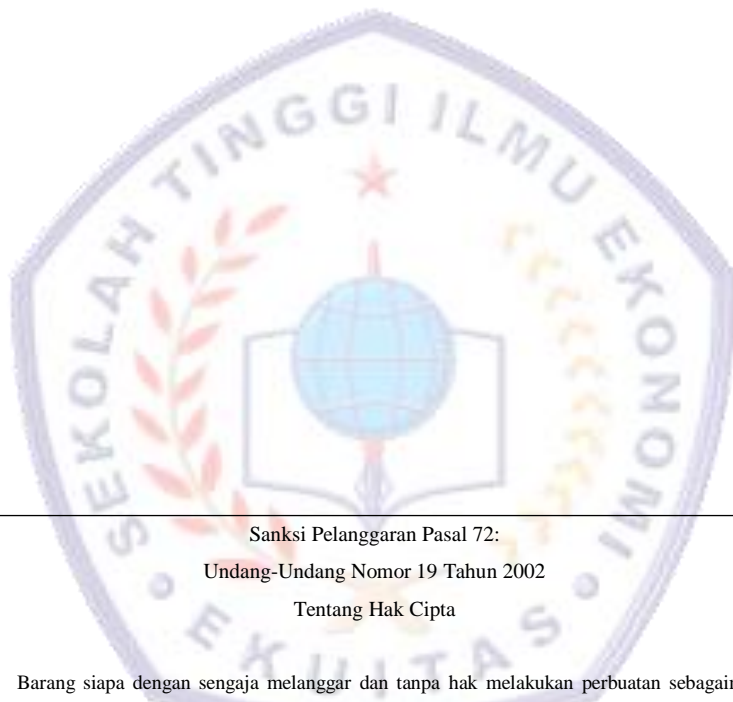 SEKOLAH TINGGI ILMU EKONOMI
EKUITAS
Sanksi Pelanggaran Pasal 72:
Undang-Undang Nomor 19 Tahun 2002
Tentang Hak Cipta
Barang siapa dengan sengaja melanggar dan tanpa hak melakukan perbuatan